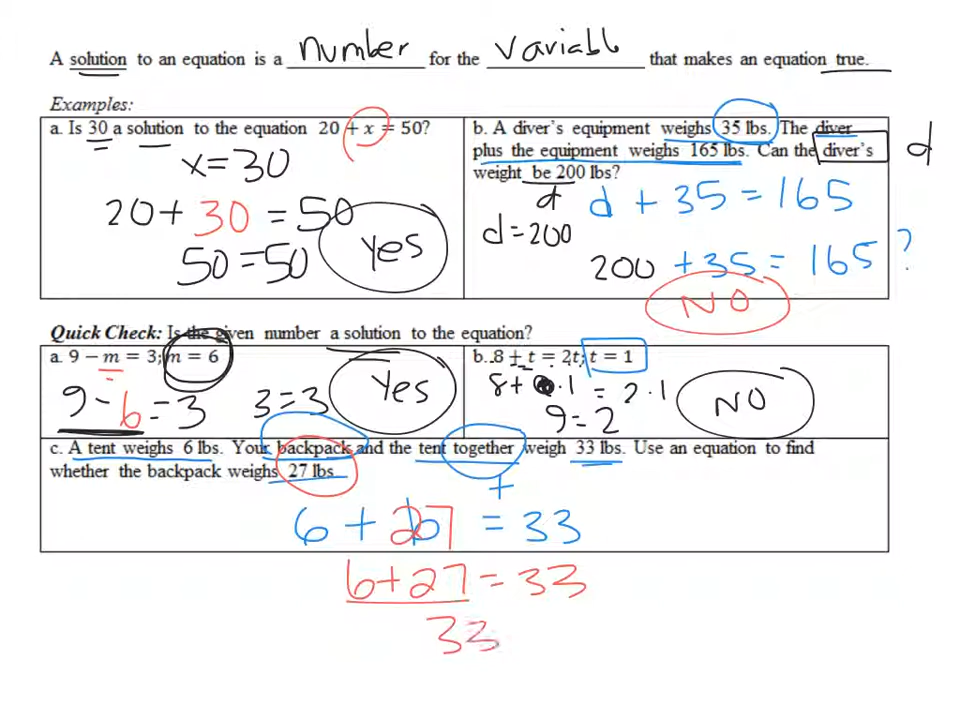 A solution to an equation is a number for the variable that makes an equation true.
Examples:
a. Is 30 a solution to the equation 20 + x = 50?
x=30
20+ 30 = 50
50=50
Yes
b. A diver's equipment weighs 35 lbs. The diver
plus the equipment weighs 165 lbs. Can the diver's
weight be 200 lbs?
d
d
d + 35 = 165
d=200
200 +35= 165 ?
NO
Quick Check: Is the given number a solution to the equation?
a. 9 – m = 3; m = 6
9-6=3
3=3
Yes
b. .8 + t = 2t; t = 1
8+ ·1 = 2·1
9=2
NO
c. A tent weighs 6 lbs. Your backpack and the tent together weigh 33 lbs. Use an equation to find
whether the backpack weighs 27 lbs.
+
6 + 27 = 33
6+27=33
33